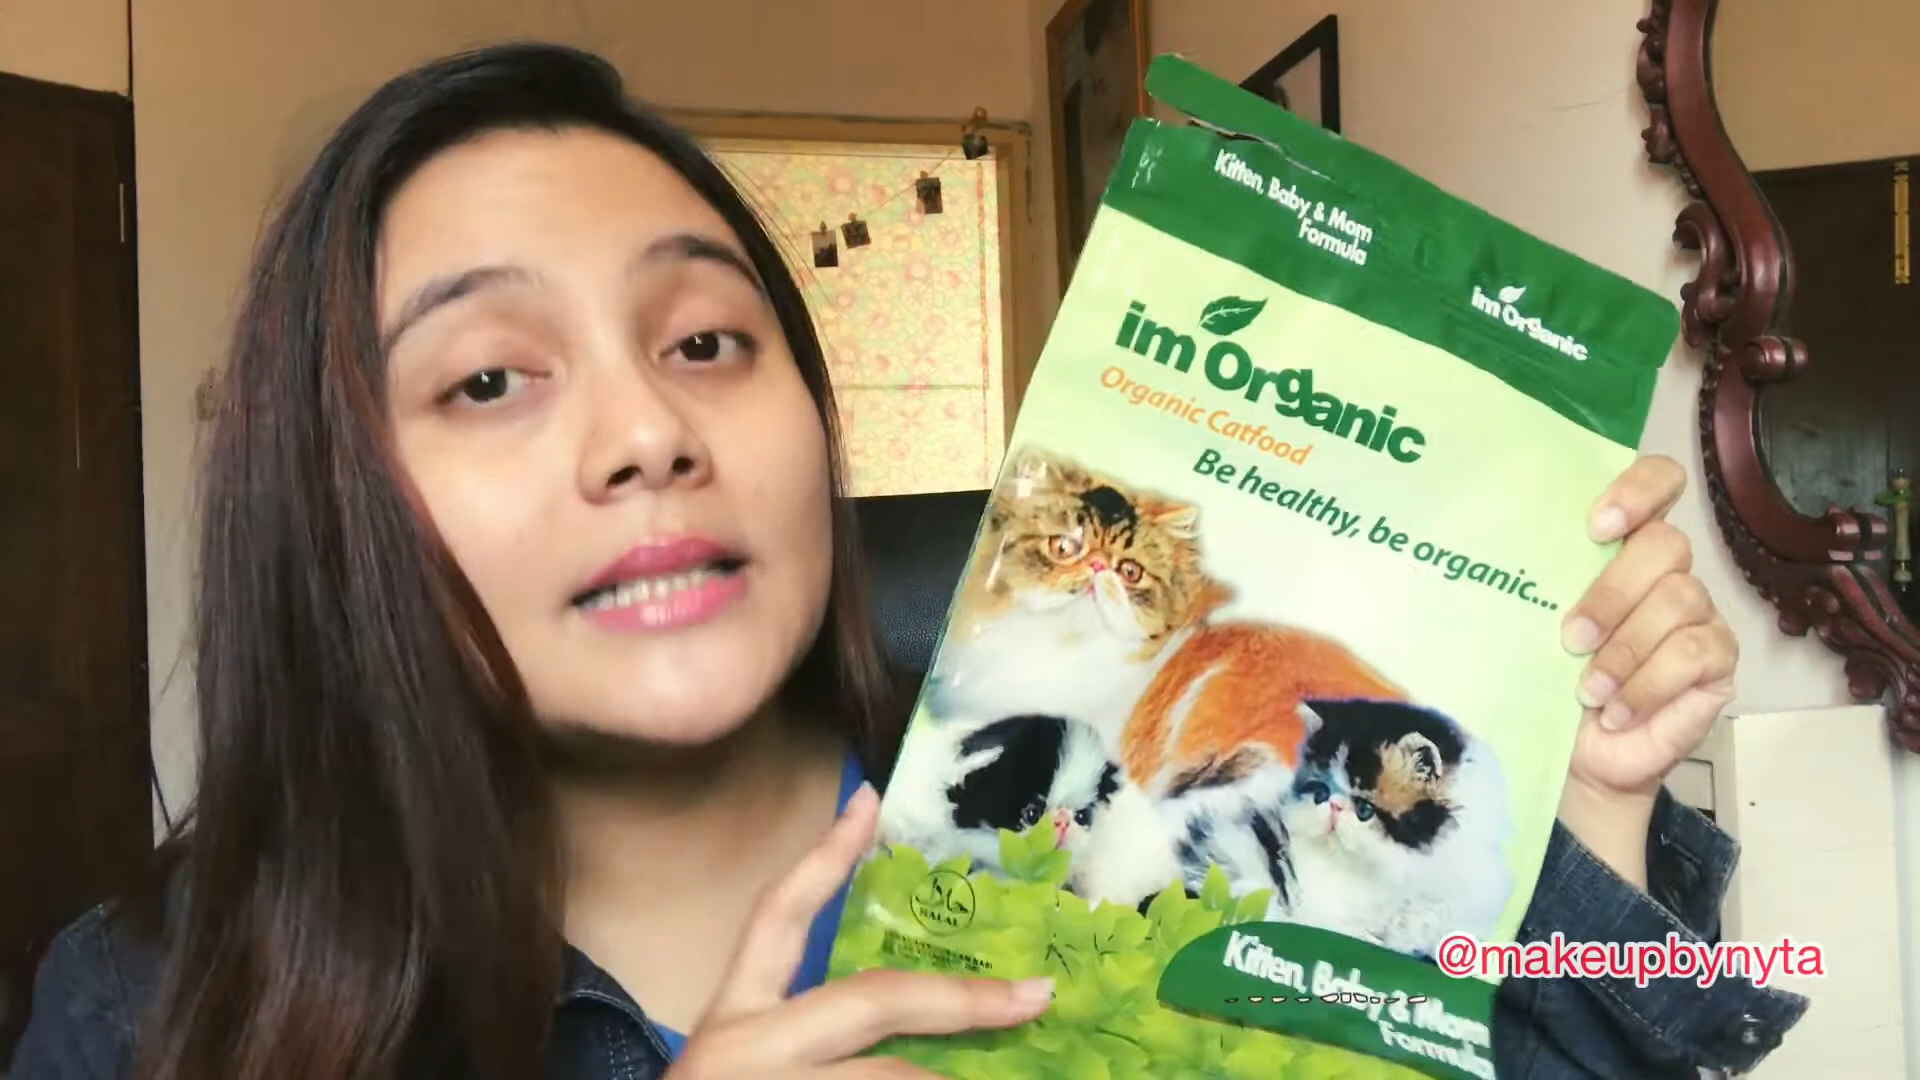 Kitten, Baby & Mom
Formula
im Organic
im Organic
Organic Catfood
Be healthy, be organic...
HALAL
Kitten, Baby & Mom
Formula
@makeupbynyta